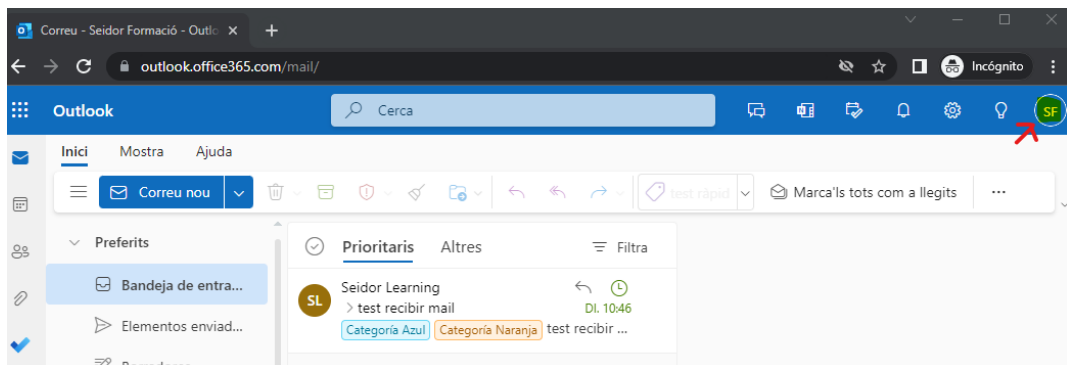 Correu - Seidor Formació - Outlo
outlook.office365.com/mail/
Incógnito
Outlook
Cerca
SF
Inici Mostra Ajuda
Correu nou
test ràpid
Marca'ls tots com a llegits
Preferits
Prioritaris Altres
Filtra
Bandeja de entra...
Elementos enviad...
SL
Seidor Learning
test recibir mail
Dl. 10:46
Categoría Azul Categoría Naranja test recibir ...